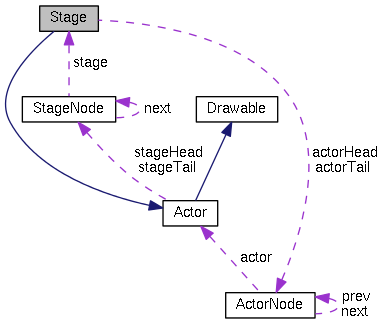 Stage
stage
StageNode
next
Drawable
stageHead
stageTail
actorHead
actorTail
Actor
actor
ActorNode
prev
next